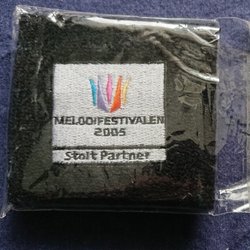 MELODIFESTIVALEN
2005
Stolt Partner